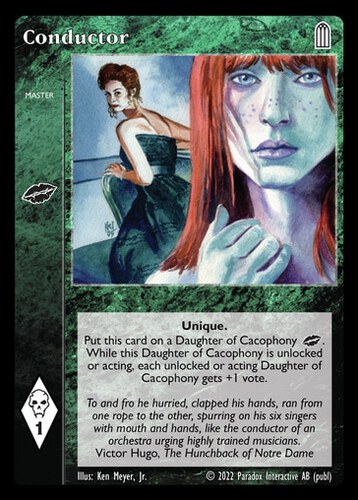 Conductor
MASTER
Unique.
Put this card on a Daughter of Cacophony
While this Daughter of Cacophony is unlocked
or acting, each unlocked or acting Daughter of
Cacophony gets +1 vote.
To and fro he hurried, clapped his hands, ran from
one rope to the other, spurring on his six singers
with mouth and hands, like the conductor of an
orchestra urging highly trained musicians.
Victor Hugo, The Hunchback of Notre Dame
1
Illus: Ken Meyer, Jr.
© 2022 Paradox Interactive AB (publ)